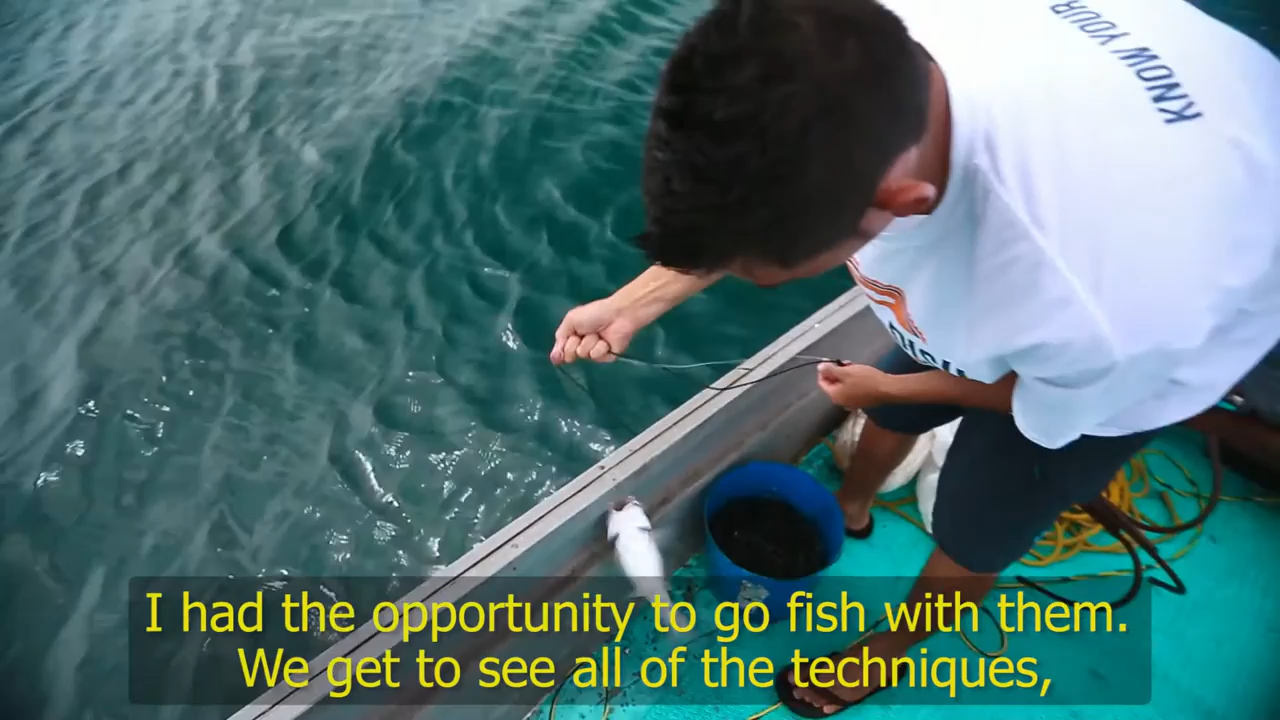 KNOW YOUR
I had the opportunity to go fish with them.
We get to see all of the techniques,